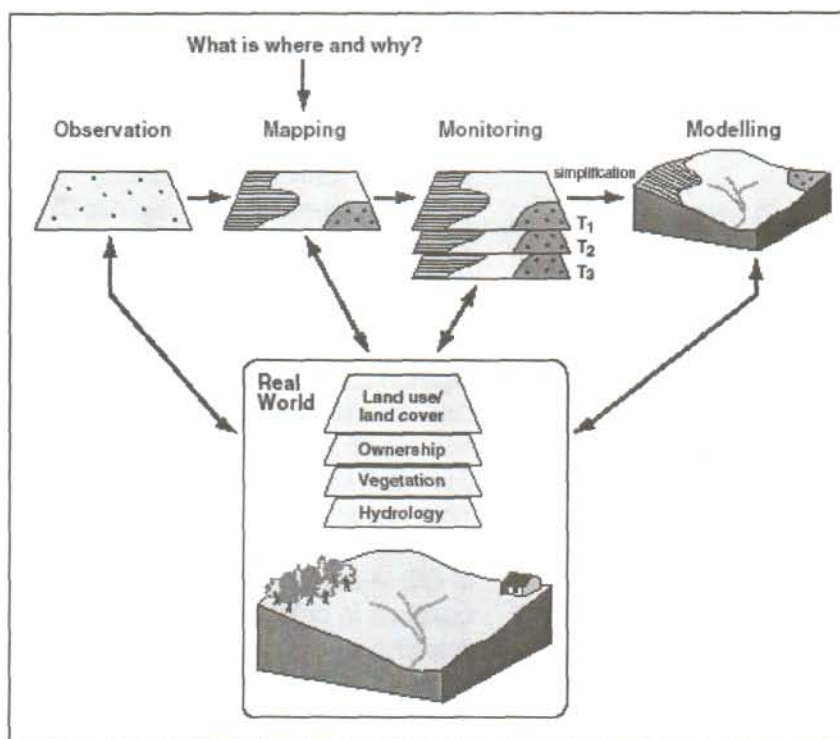 What is where and why?
Observation
Mapping
Monitoring
Modelling
simplification
T1
T2
T3
Real
World
Land use/
land cover
Ownership
Vegetation
Hydrology